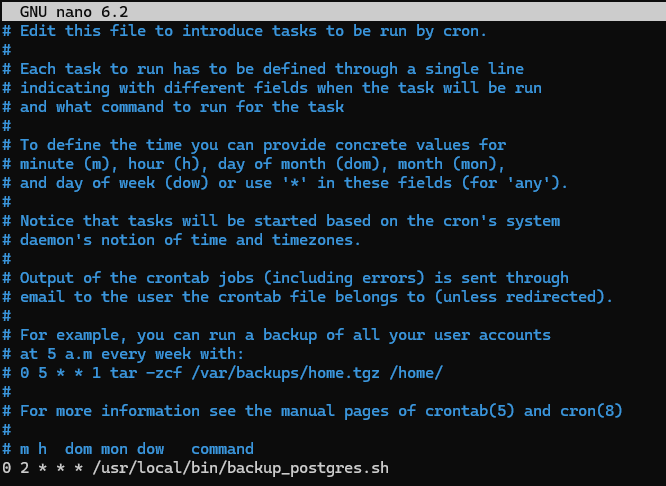 GNU nano 6.2
# Edit this file to introduce tasks to be run by cron.
#
# Each task to run has to be defined through a single line
# indicating with different fields when the task will be run
# and what command to run for the task
#
# To define the time you can provide concrete values for
# minute (m), hour (h), day of month (dom), month (mon),
# and day of week (dow) or use '*' in these fields (for 'any').
#
# Notice that tasks will be started based on the cron's system
# daemon's notion of time and timezones.
#
# Output of the crontab jobs (including errors) is sent through
# email to the user the crontab file belongs to (unless redirected).
#
# For example, you can run a backup of all your user accounts
# at 5 a.m every week with:
# 0 5 * * 1 tar -zcf /var/backups/home.tgz /home/
#
# For more information see the manual pages of crontab(5) and cron(8)
#
# m h  dom mon dow   command
0 2 * * * /usr/local/bin/backup_postgres.sh